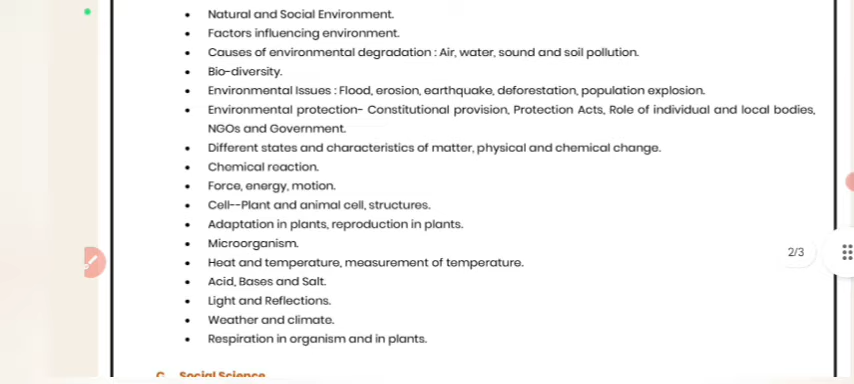 • Natural and Social Environment.
• Factors influencing environment.
• Causes of environmental degradation : Air, water, sound and soil pollution.
• Bio-diversity.
• Environmental Issues : Flood, erosion, earthquake, deforestation, population explosion.
• Environmental protection- Constitutional provision, Protection Acts, Role of individual and local bodies,
NGOs and Government.
• Different states and characteristics of matter, physical and chemical change.
• Chemical reaction.
• Force, energy, motion.
• Cell--Plant and animal cell, structures.
• Adaptation in plants, reproduction in plants.
• Microorganism.
2/3
• Heat and temperature, measurement of temperature.
• Acid, Bases and Salt.
• Light and Reflections.
• Weather and climate.
• Respiration in organism and in plants.
C. Social Science